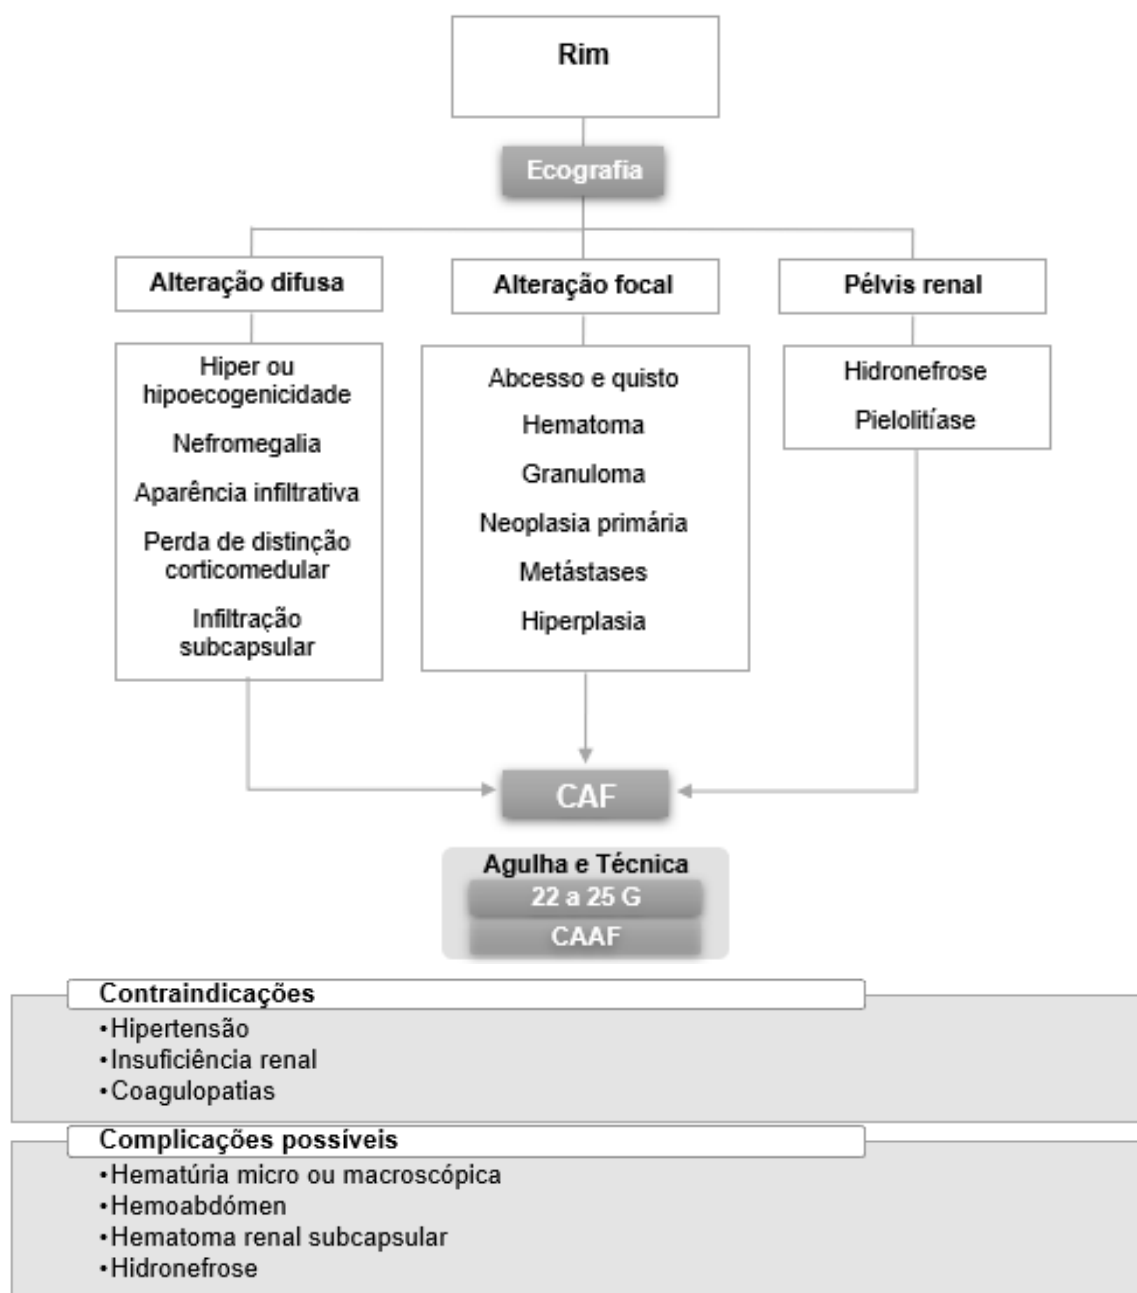 Rim
Ecografia
Alteração difusa
Hiper ou
hipoecogenicidade
Nefromegalia
Aparência infiltrativa
Perda de distinção
corticomedular
Infiltração
subcapsular
Alteração focal
Abcesso e quisto
Hematoma
Granuloma
Neoplasia primária
Metástases
Hiperplasia
Pélvis renal
Hidronefrose
Pielolitíase
CAF
Agulha e Técnica
22 a 25 G
CAAF
Contraindicações
•Hipertensão
•Insuficiência renal
•Coagulopatias
Complicações possíveis
•Hematúria micro ou macroscópica
•Hemoabdómen
•Hematoma renal subcapsular
•Hidronefrose